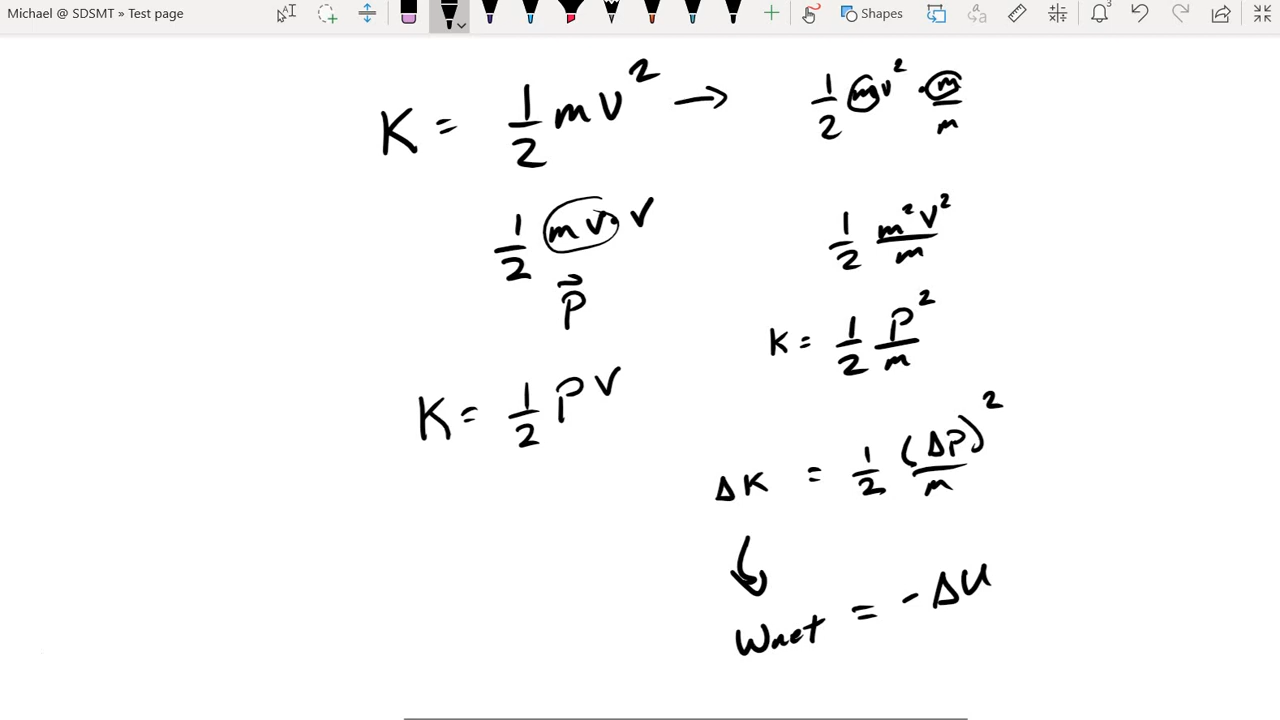 Michael @ SDSMT » Test page
Shapes
3
K = 1/2 mv² →
1/2 mv² · m/m
1/2 mv · v
p⃗
K = 1/2 pv
1/2 m²v²/m
K = 1/2 p²/m
ΔK = 1/2 (Δp)²/m
Wnet = -ΔU